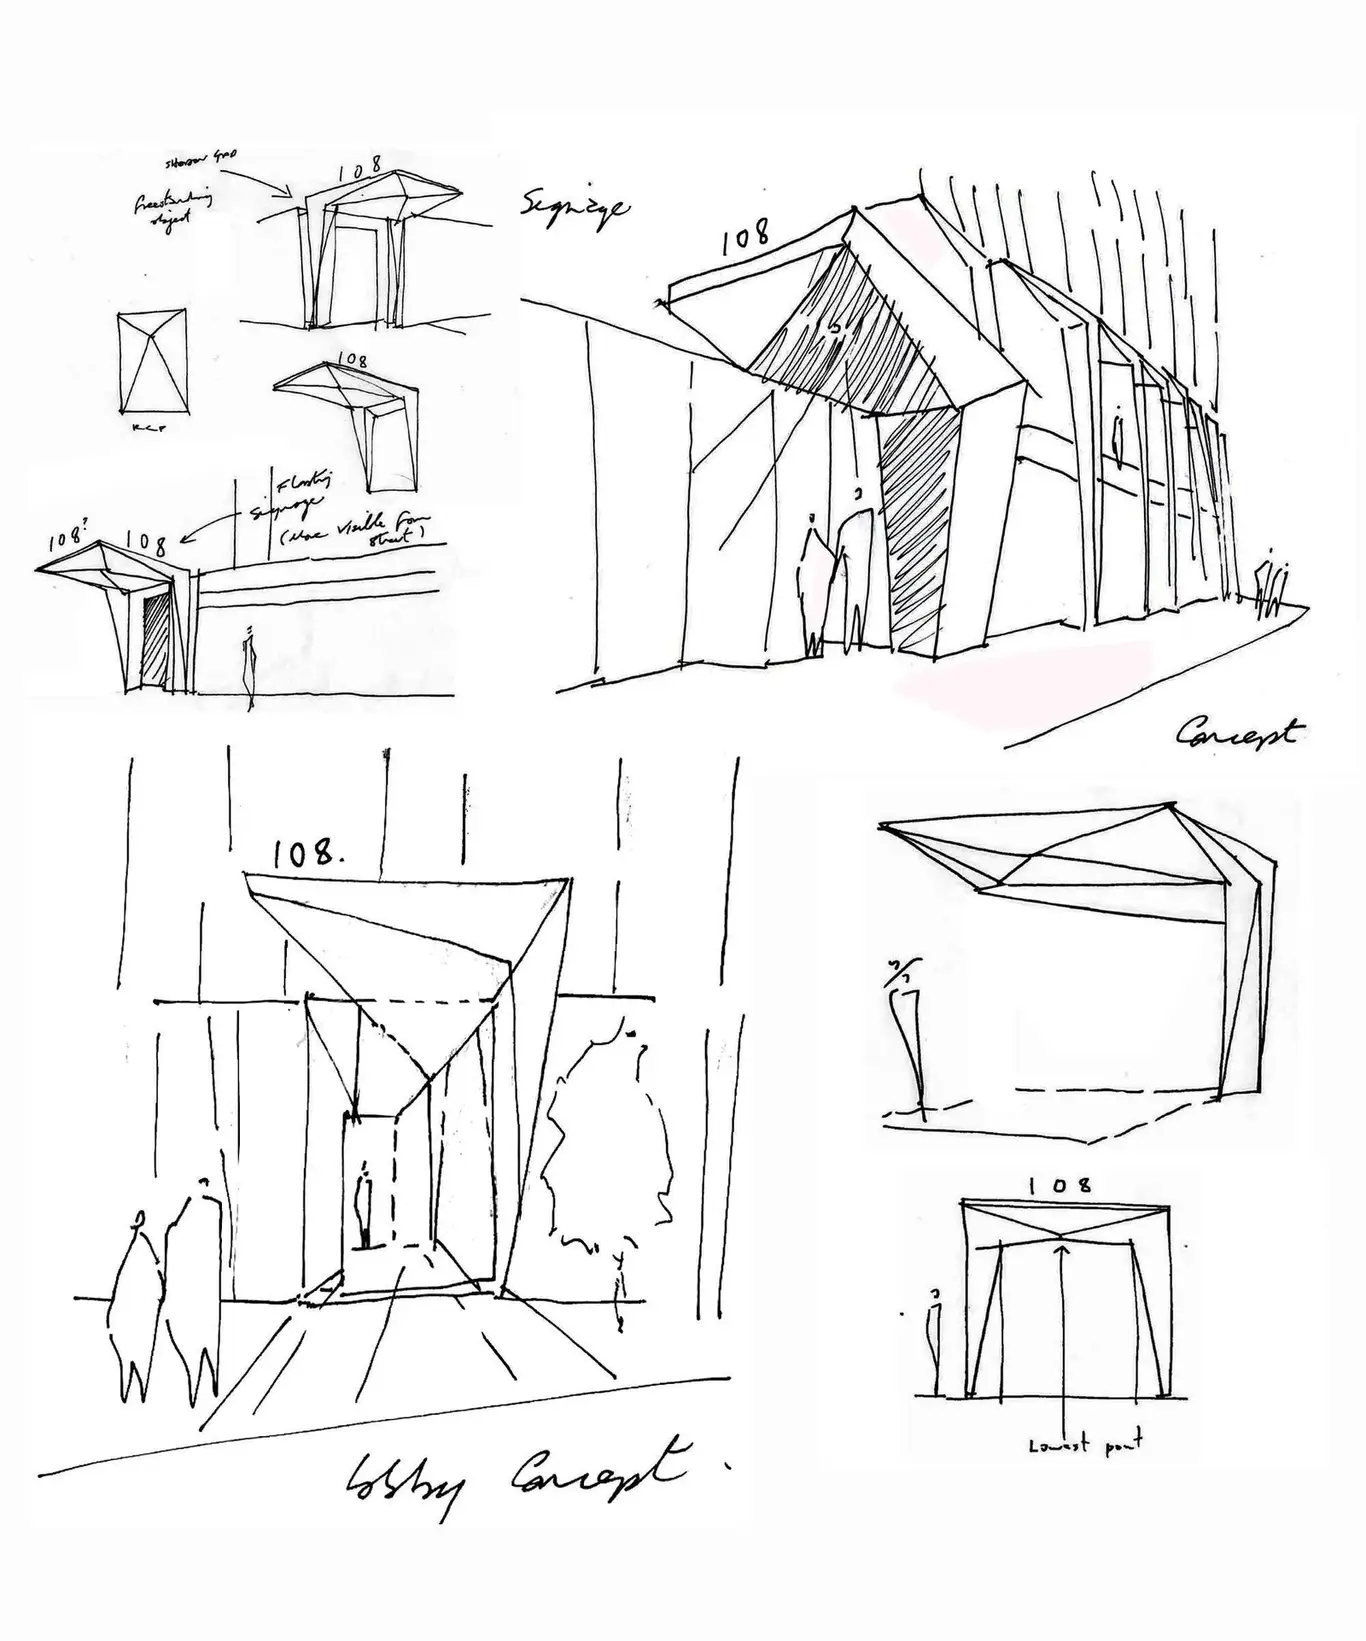 SHADOW GAP
108
freestanding
object
Signage
108
108
RCP
Floating
signage
(More visible from
street)
108?
108
Concept
108.
108
Lowest point
lobby Concept.